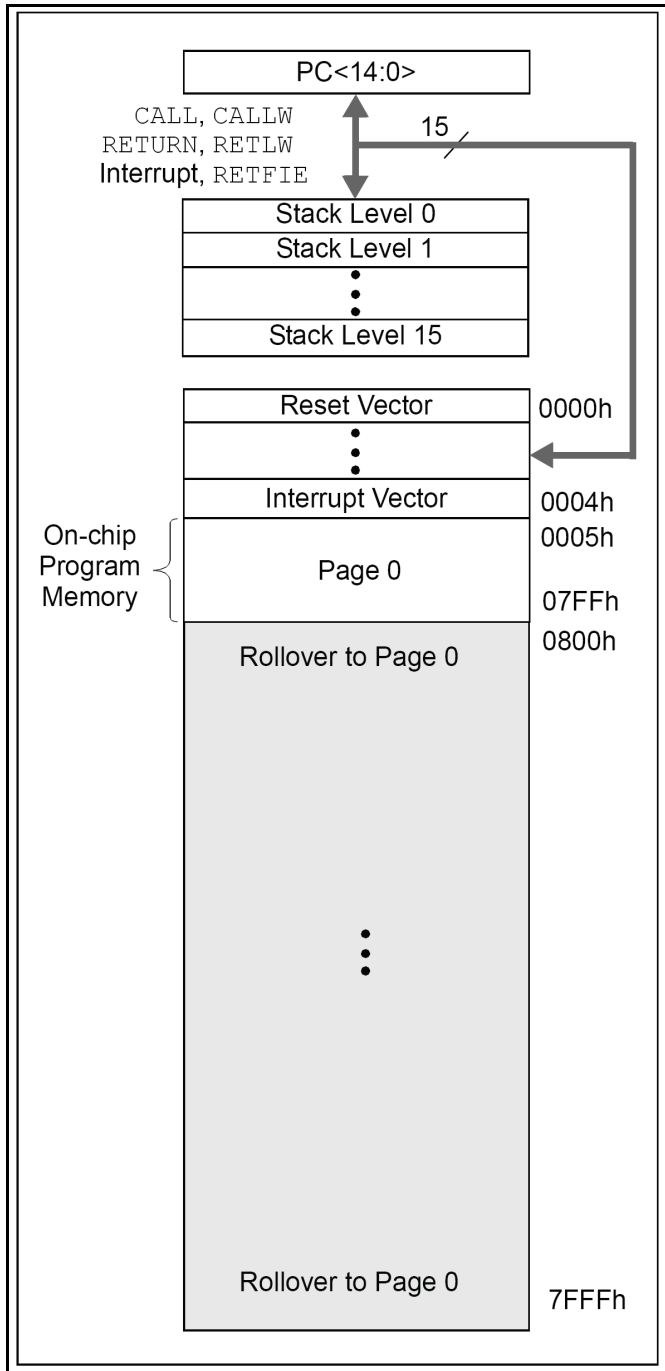 PC<14:0>
CALL, CALLW
RETURN, RETLW
Interrupt, RETFIE
15
Stack Level 0
Stack Level 1
Stack Level 15
Reset Vector
0000h
Interrupt Vector
0004h
On-chip
Program
Memory
Page 0
0005h
07FFh
Rollover to Page 0
0800h
Rollover to Page 0
7FFFh